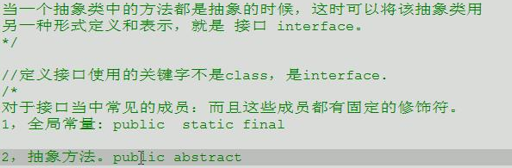 当一个抽象类中的方法都是抽象的时候，这时可以将该抽象类用
另一种形式定义和表示，就是 接口 interface。
*/
//定义接口使用的关键字不是class，是interface.
/*
对于接口当中常见的成员：而且这些成员都有固定的修饰符。
1，全局常量: public  static final
2，抽象方法。public abstract